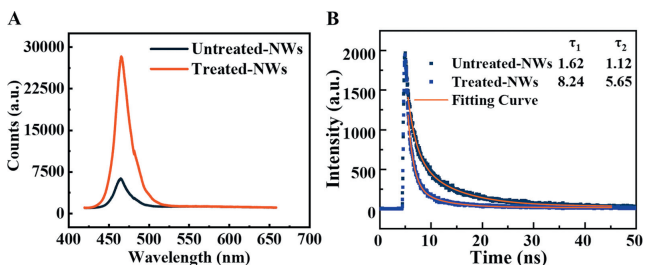 A
30000
22500
15000
7500
0
Counts (a.u.)
Untreated-NWs
Treated-NWs
400 450 500 550 600 650 700
Wavelength (nm)
B
2000
1500
1000
500
0
Intensity (a.u.)
τ1 τ2
Untreated-NWs 1.62 1.12
Treated-NWs 8.24 5.65
Fitting Curve
0 10 20 30 40 50
Time (ns)